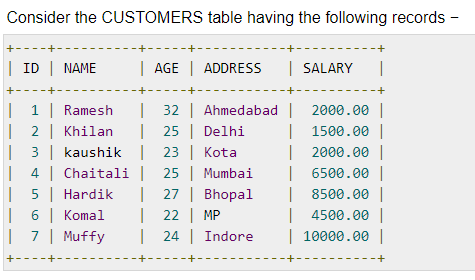 Consider the CUSTOMERS table having the following records −
+----+----------+-----+-----------+----------+
| ID | NAME     | AGE | ADDRESS   | SALARY   |
+----+----------+-----+-----------+----------+
|  1 | Ramesh   |  32 | Ahmedabad |  2000.00 |
|  2 | Khilan   |  25 | Delhi     |  1500.00 |
|  3 | kaushik  |  23 | Kota      |  2000.00 |
|  4 | Chaitali |  25 | Mumbai    |  6500.00 |
|  5 | Hardik   |  27 | Bhopal    |  8500.00 |
|  6 | Komal    |  22 | MP        |  4500.00 |
|  7 | Muffy    |  24 | Indore    | 10000.00 |
+----+----------+-----+-----------+----------+